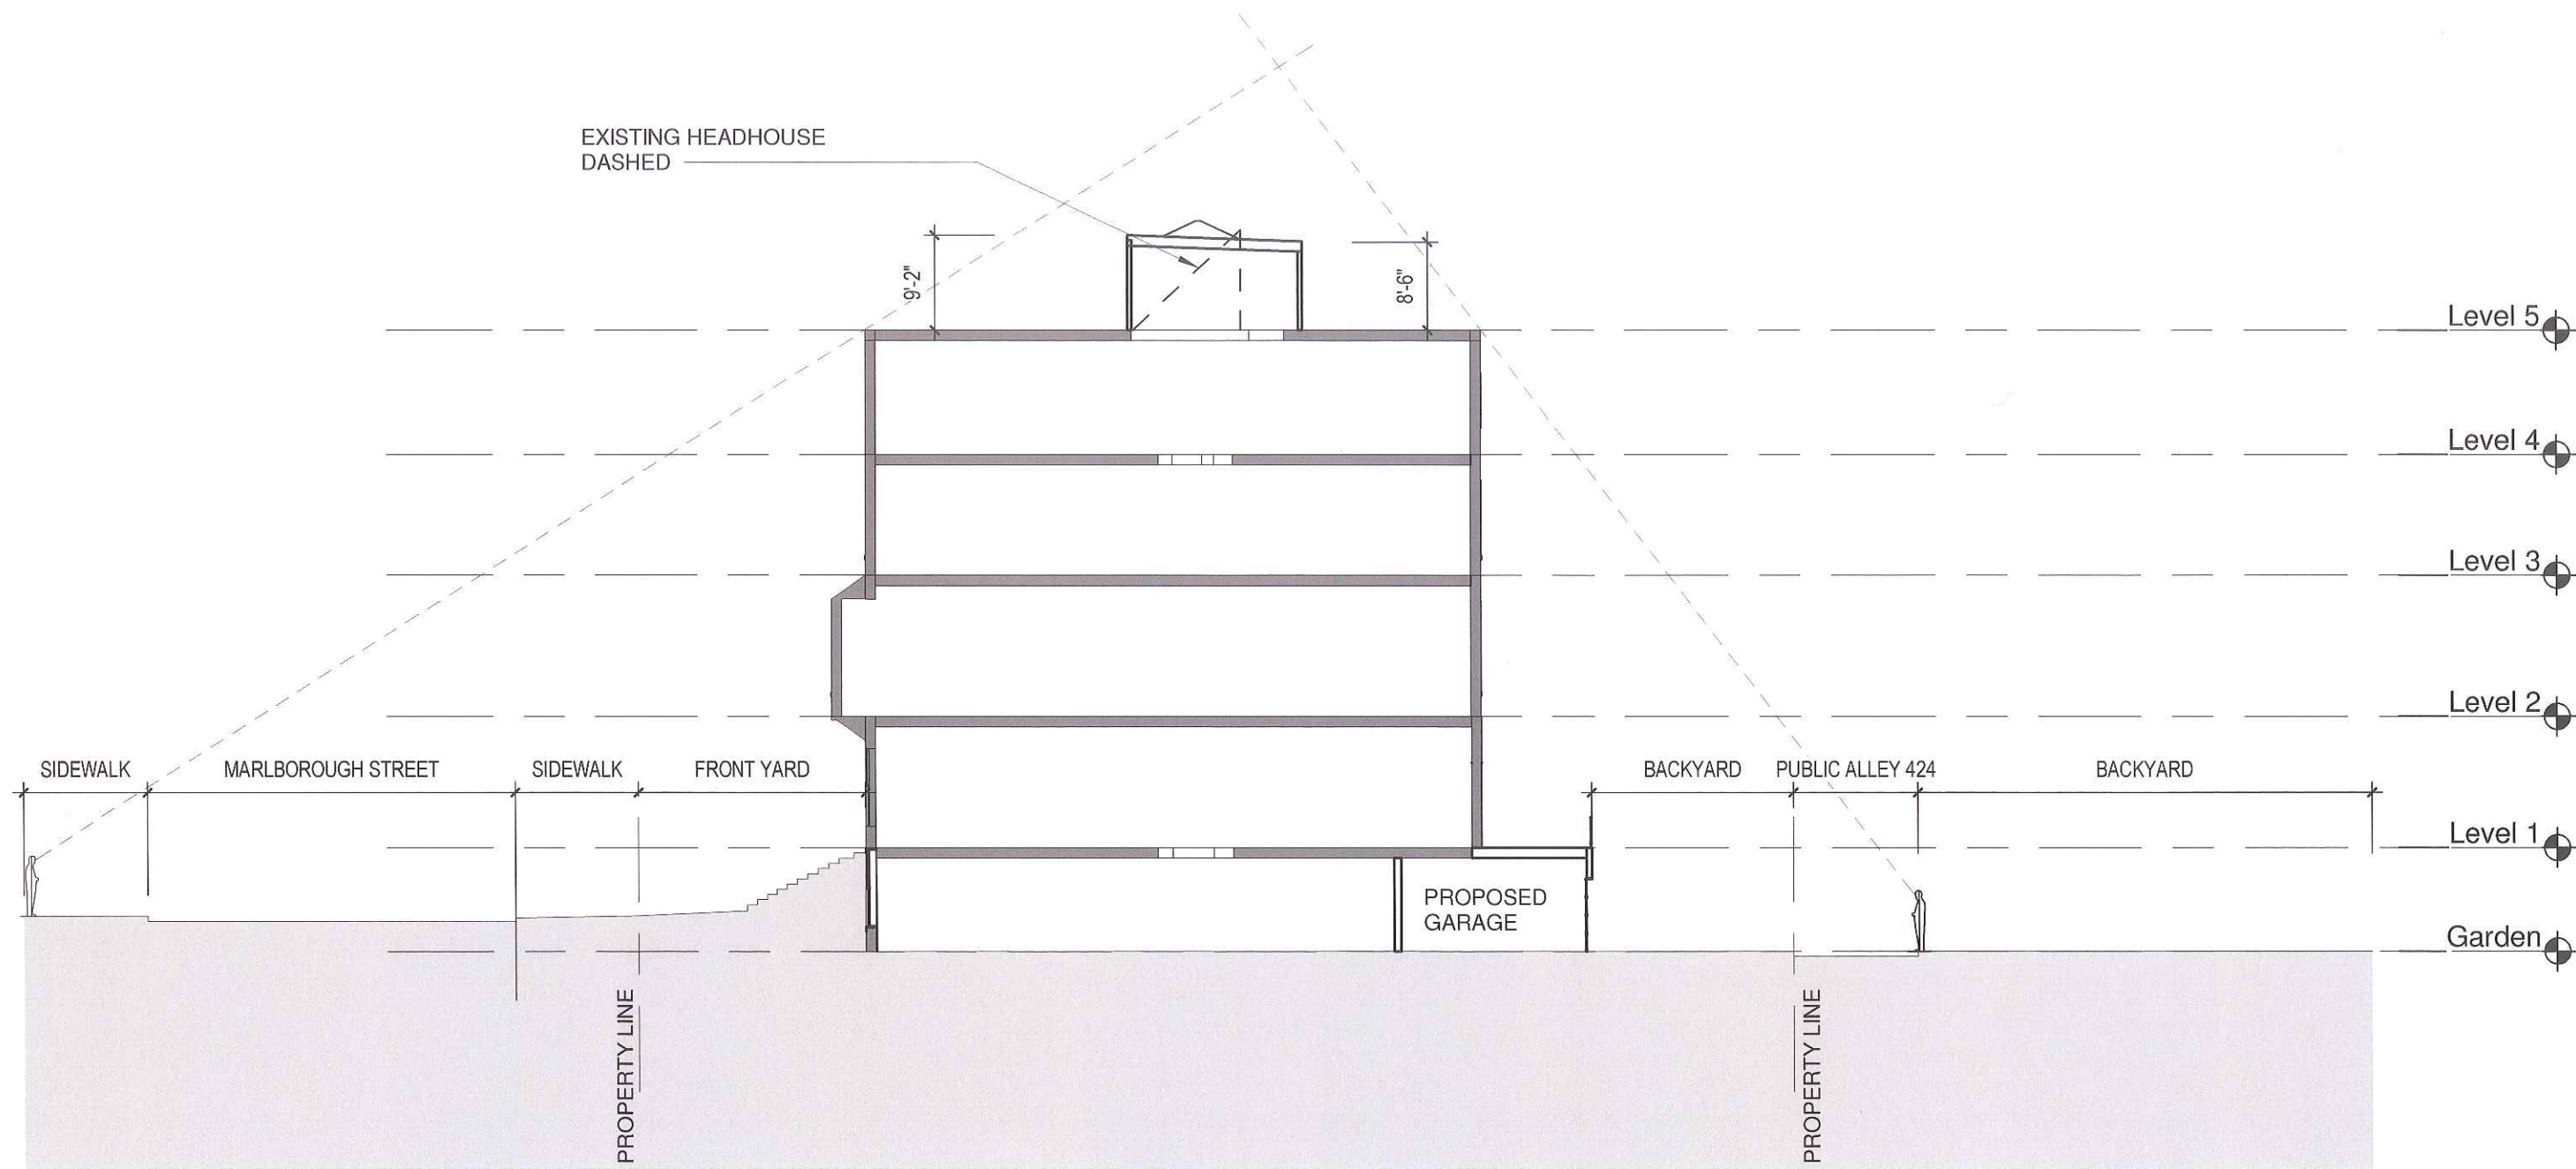 EXISTING HEADHOUSE
DASHED
9'-2"
8'-6"
Level 5
Level 4
Level 3
Level 2
SIDEWALK
MARLBOROUGH STREET
SIDEWALK
FRONT YARD
BACKYARD
PUBLIC ALLEY 424
BACKYARD
Level 1
PROPOSED
GARAGE
Garden
PROPERTY LINE
PROPERTY LINE